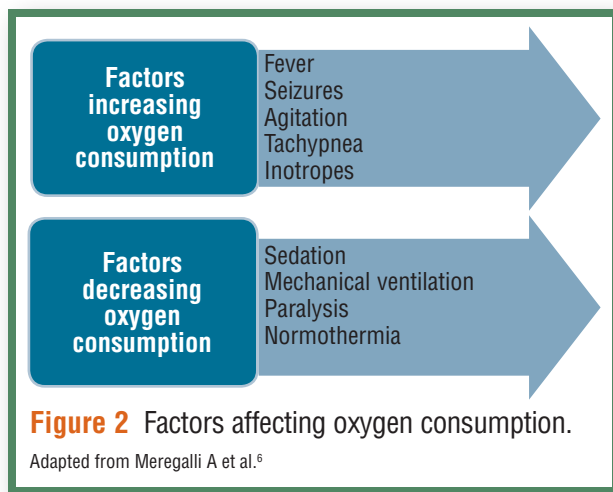 Factors
increasing
oxygen
consumption
Fever
Seizures
Agitation
Tachypnea
Inotropes
Factors
decreasing
oxygen
consumption
Sedation
Mechanical ventilation
Paralysis
Normothermia
Figure 2 Factors affecting oxygen consumption.
Adapted from Meregalli A et al.⁶